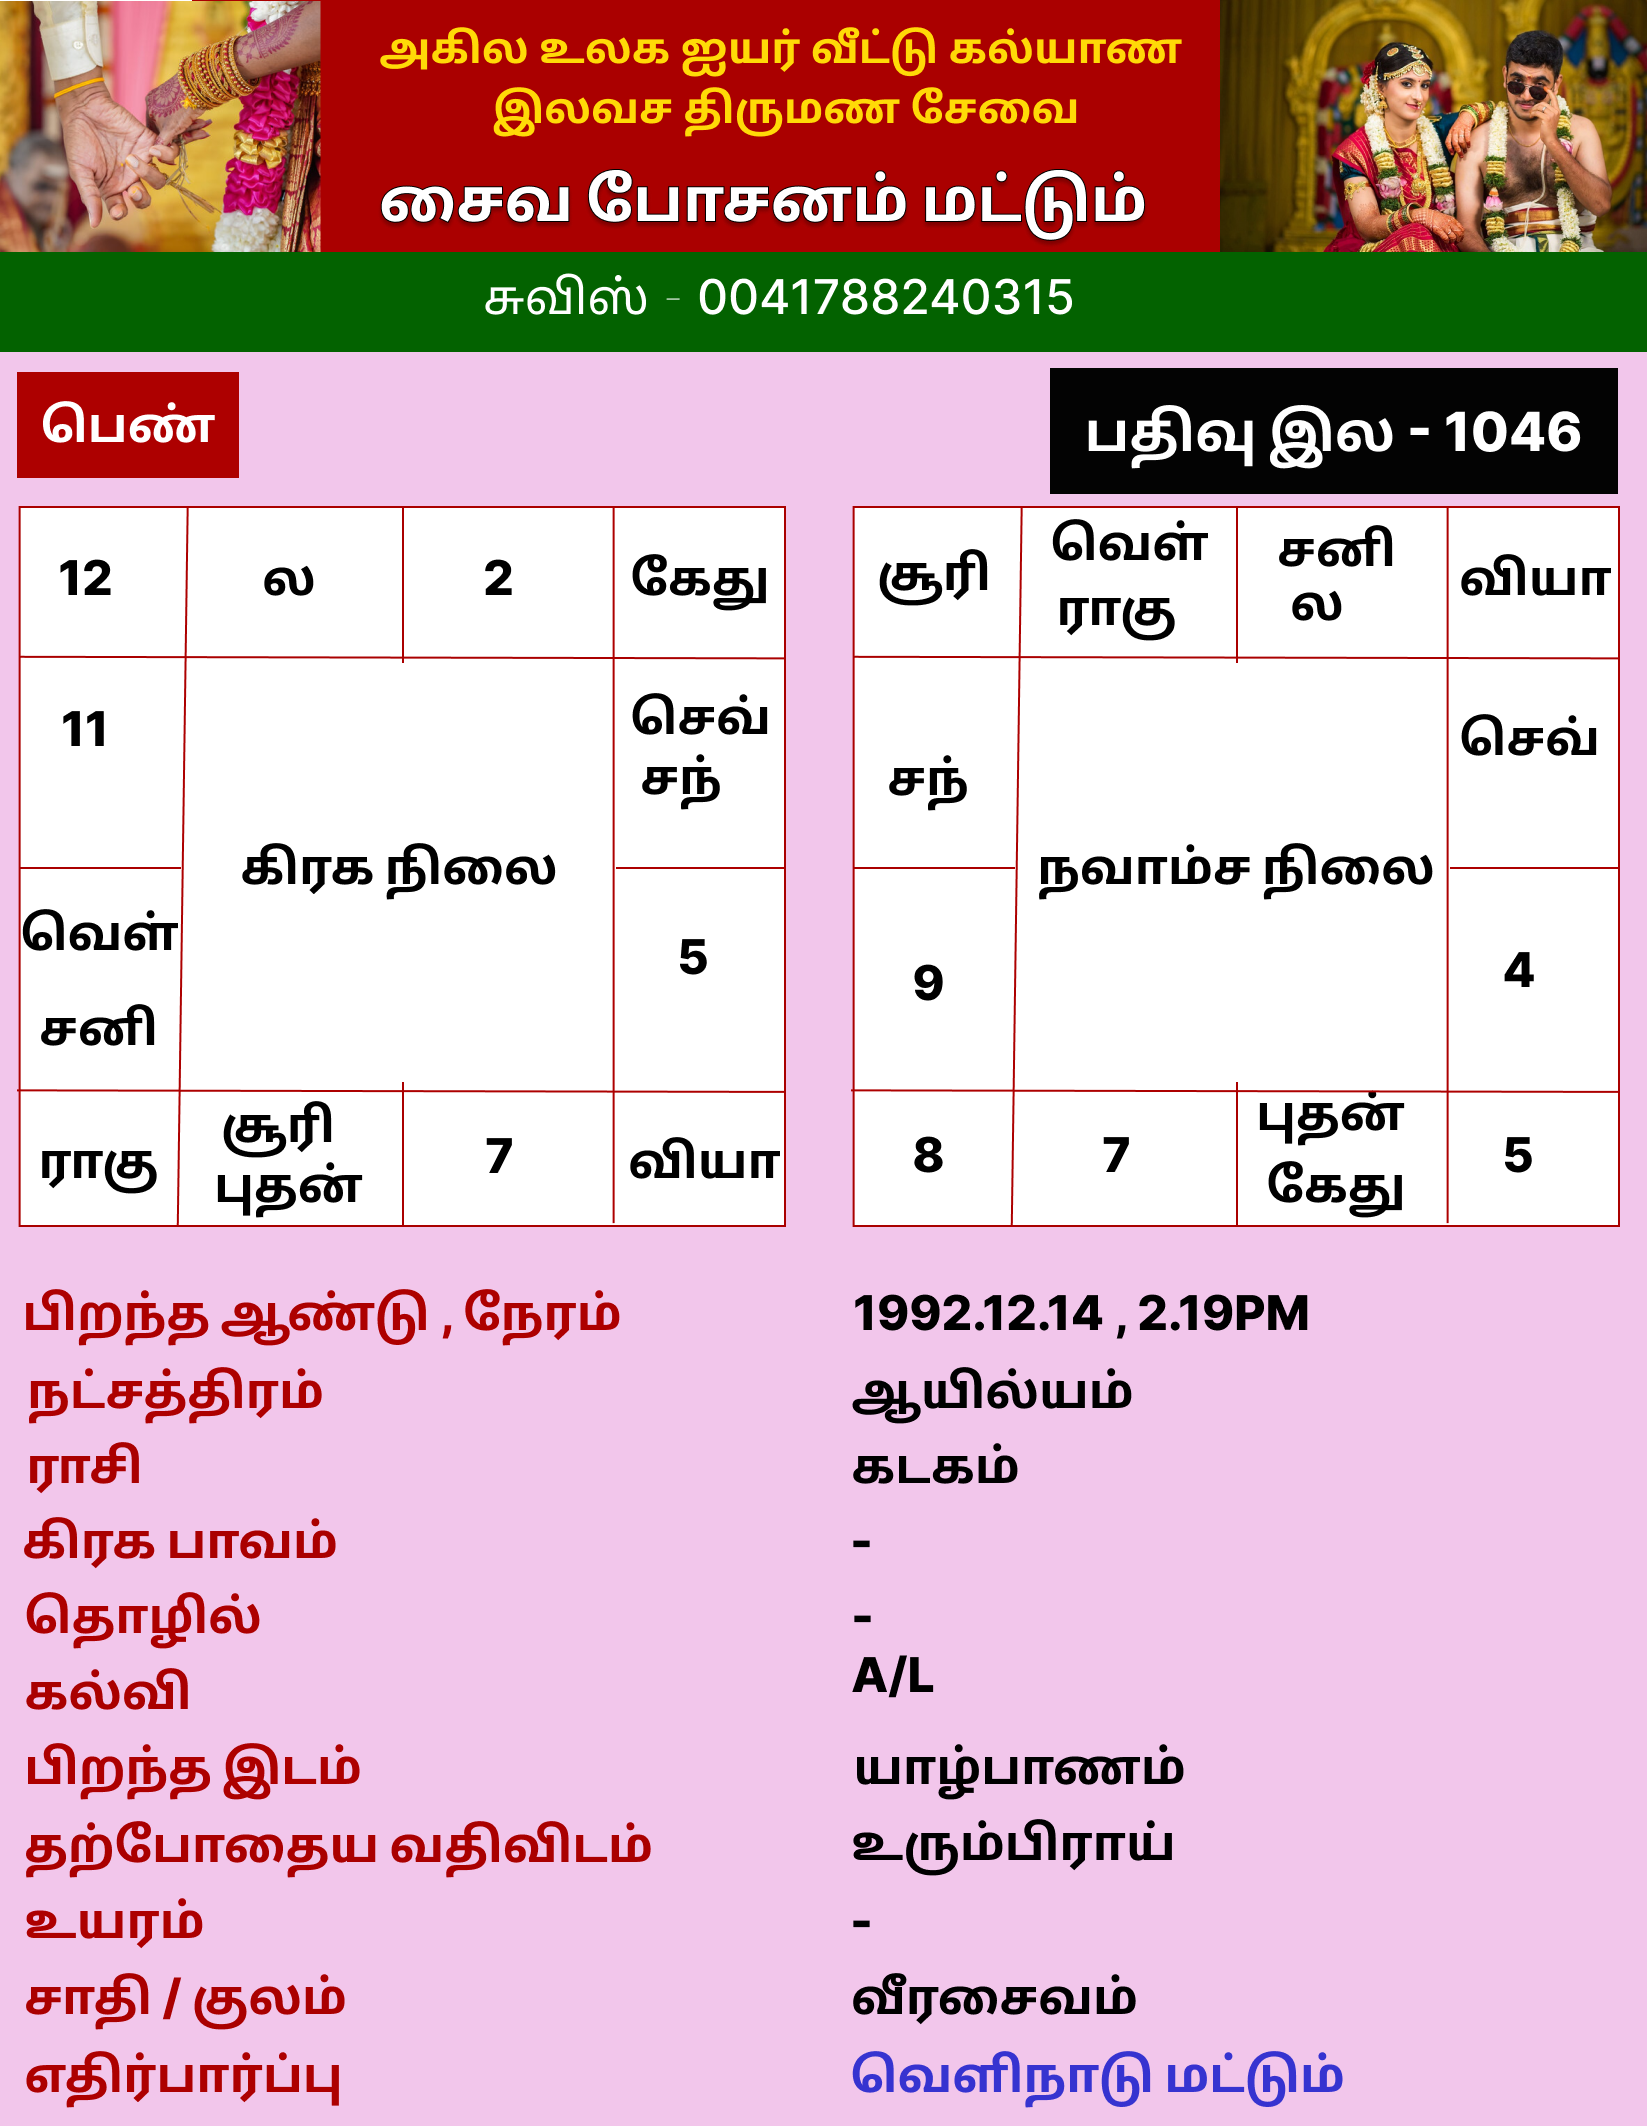 அகில உலக ஐயர் வீட்டு கல்யாண
இலவச திருமண சேவை
சைவ போசனம் மட்டும்
சுவிஸ் - 0041788240315
பெண்
பதிவு இல - 1046
12
ல
2
கேது
11
செவ்
சந்
கிரக நிலை
வெள்
சனி
5
ராகு
சூரி
புதன்
7
வியா
சூரி
வெள்
ராகு
சனி
ல
வியா
சந்
செவ்
நவாம்ச நிலை
9
4
8
7
புதன்
கேது
5
பிறந்த ஆண்டு , நேரம் 1992.12.14 , 2.19PM
நட்சத்திரம் ஆயில்யம்
ராசி கடகம்
கிரக பாவம் -
தொழில் -
கல்வி A/L
பிறந்த இடம் யாழ்பாணம்
தற்போதைய வதிவிடம் உரும்பிராய்
உயரம் -
சாதி / குலம் வீரசைவம்
எதிர்பார்ப்பு வெளிநாடு மட்டும்